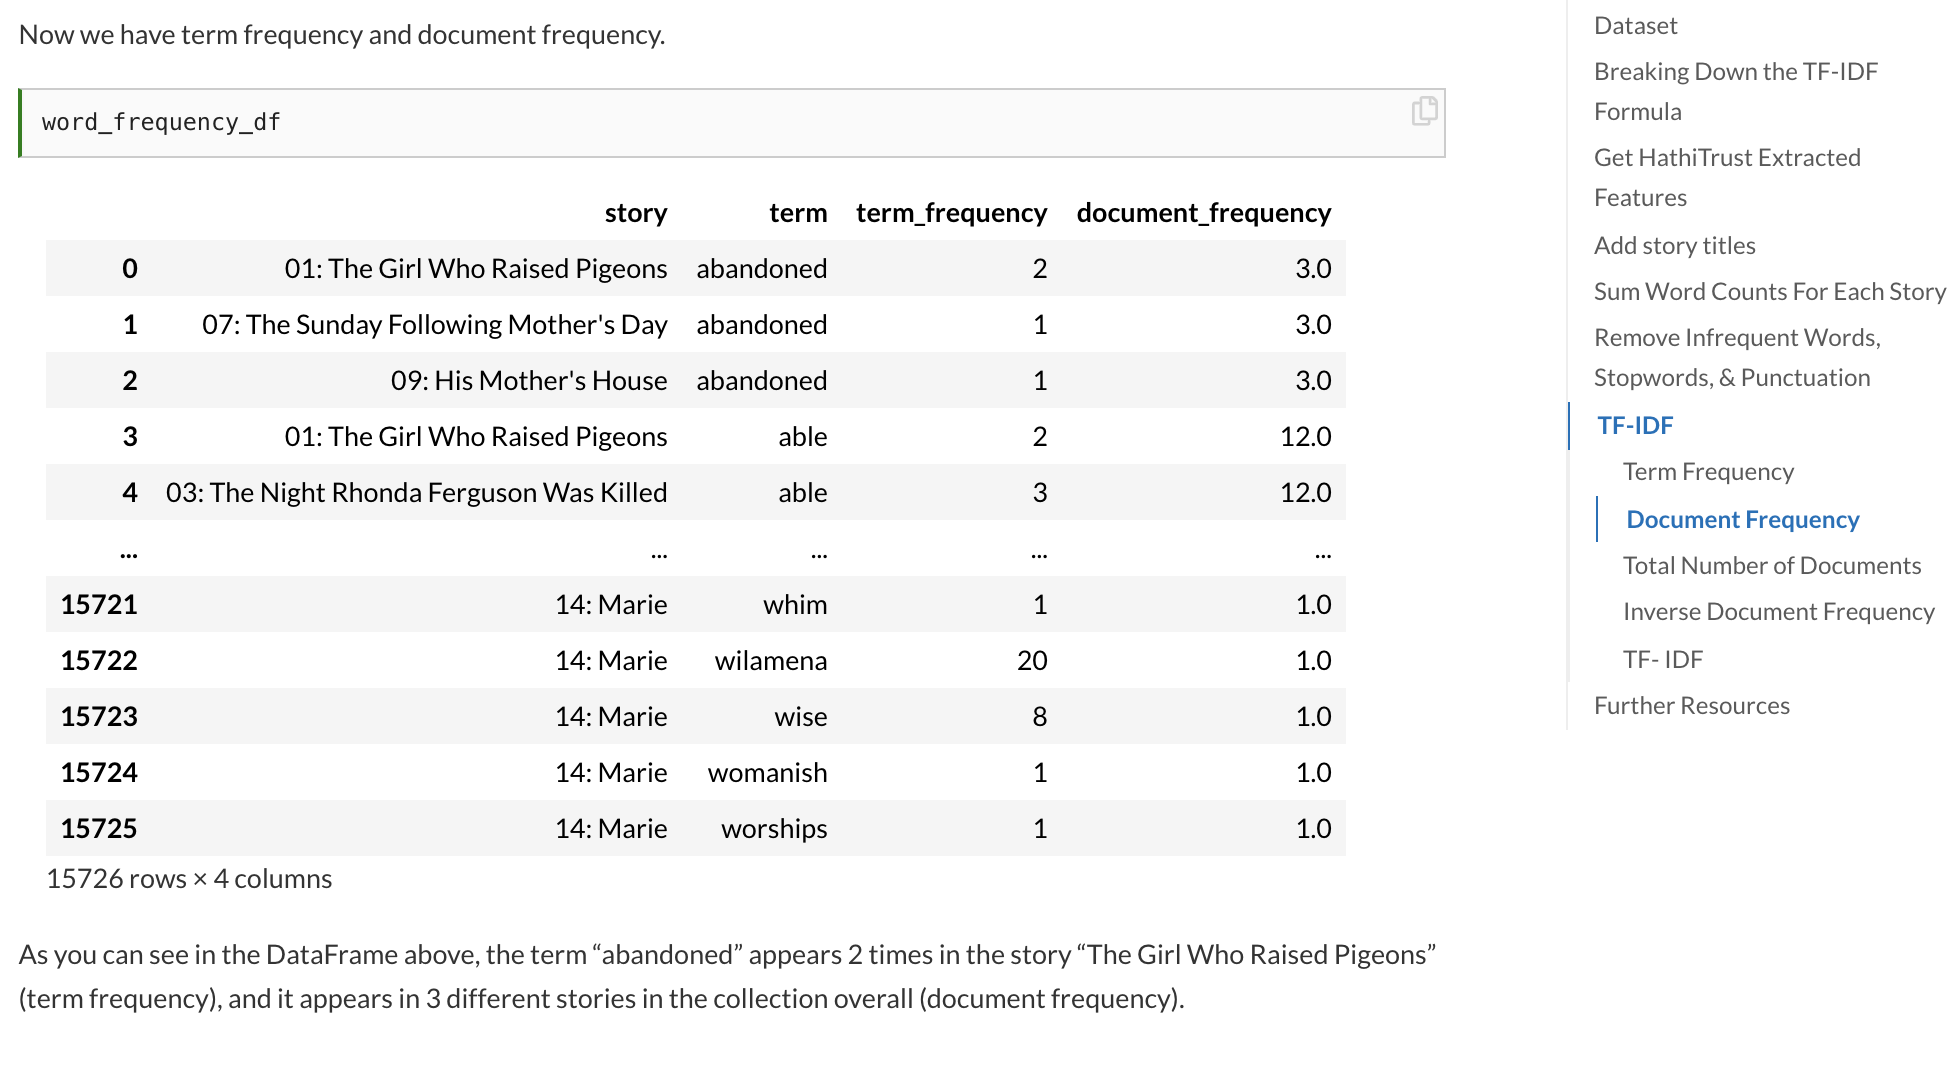 Now we have term frequency and document frequency.
word_frequency_df
story term term_frequency document_frequency
0 01: The Girl Who Raised Pigeons abandoned 2 3.0
1 07: The Sunday Following Mother's Day abandoned 1 3.0
2 09: His Mother's House abandoned 1 3.0
3 01: The Girl Who Raised Pigeons able 2 12.0
4 03: The Night Rhonda Ferguson Was Killed able 3 12.0
... ... ... ... ...
15721 14: Marie whim 1 1.0
15722 14: Marie wilamena 20 1.0
15723 14: Marie wise 8 1.0
15724 14: Marie womanish 1 1.0
15725 14: Marie worships 1 1.0
15726 rows × 4 columns
As you can see in the DataFrame above, the term “abandoned” appears 2 times in the story “The Girl Who Raised Pigeons”
(term frequency), and it appears in 3 different stories in the collection overall (document frequency).
Dataset
Breaking Down the TF-IDF
Formula
Get HathiTrust Extracted
Features
Add story titles
Sum Word Counts For Each Story
Remove Infrequent Words,
Stopwords, & Punctuation
TF-IDF
Term Frequency
Document Frequency
Total Number of Documents
Inverse Document Frequency
TF- IDF
Further Resources